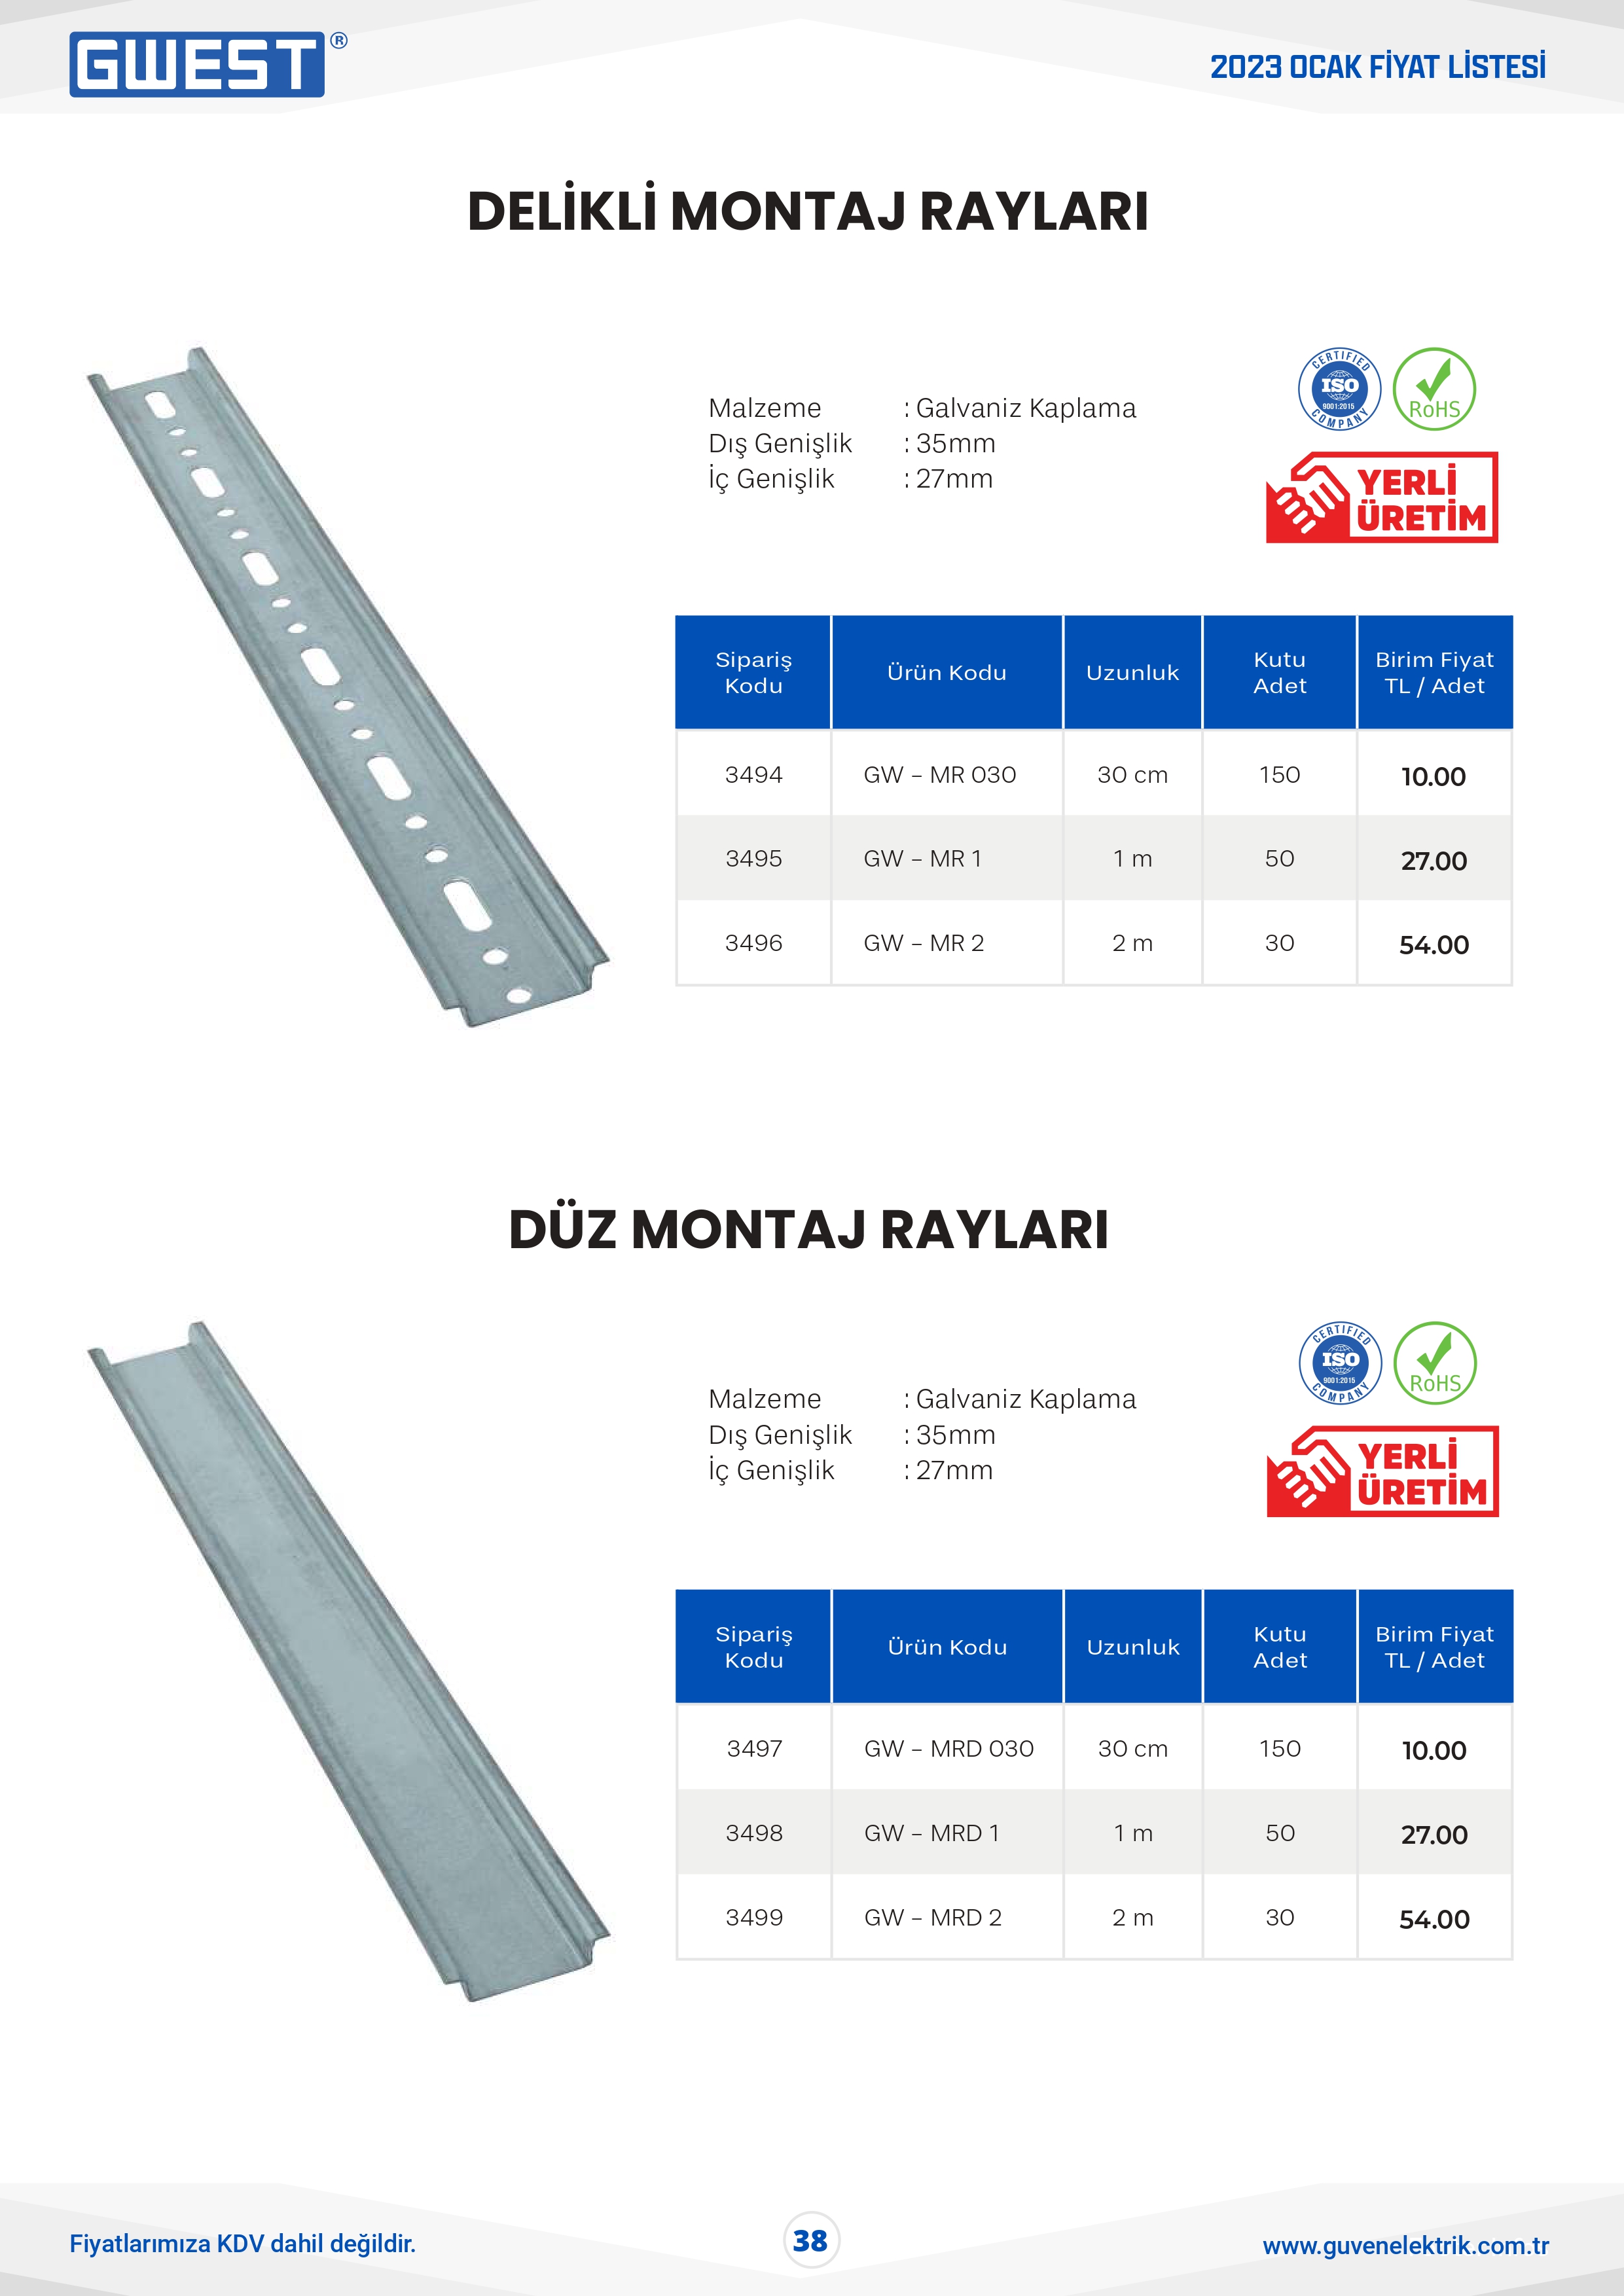 GWEST®
2023 OCAK FİYAT LİSTESİ
DELİKLİ MONTAJ RAYLARI
Malzeme : Galvaniz Kaplama
Dış Genişlik : 35mm
İç Genişlik : 27mm
CERTIFIED
ISO
9001:2015
COMPANY
RoHS
YERLİ
ÜRETİM
Sipariş Kodu Ürün Kodu Uzunluk Kutu Adet Birim Fiyat TL / Adet
3494 GW – MR 030 30 cm 150 10.00
3495 GW – MR 1 1 m 50 27.00
3496 GW – MR 2 2 m 30 54.00
DÜZ MONTAJ RAYLARI
Malzeme : Galvaniz Kaplama
Dış Genişlik : 35mm
İç Genişlik : 27mm
CERTIFIED
ISO
9001:2015
COMPANY
RoHS
YERLİ
ÜRETİM
Sipariş Kodu Ürün Kodu Uzunluk Kutu Adet Birim Fiyat TL / Adet
3497 GW – MRD 030 30 cm 150 10.00
3498 GW – MRD 1 1 m 50 27.00
3499 GW – MRD 2 2 m 30 54.00
Fiyatlarımıza KDV dahil değildir.
38
www.guvenelektrik.com.tr